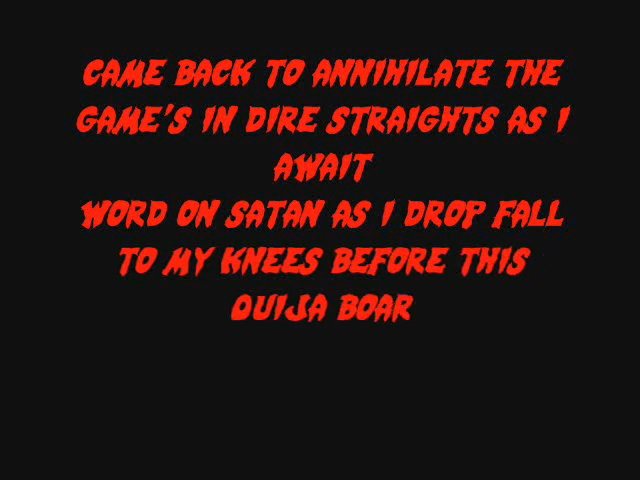 CAME BACK TO ANNIHILATE THE
GAME'S IN DIRE STRAIGHTS AS I
AWAIT
WORD ON SATAN AS I DROP FALL
TO MY KNEES BEFORE THIS
OUIJA BOAR